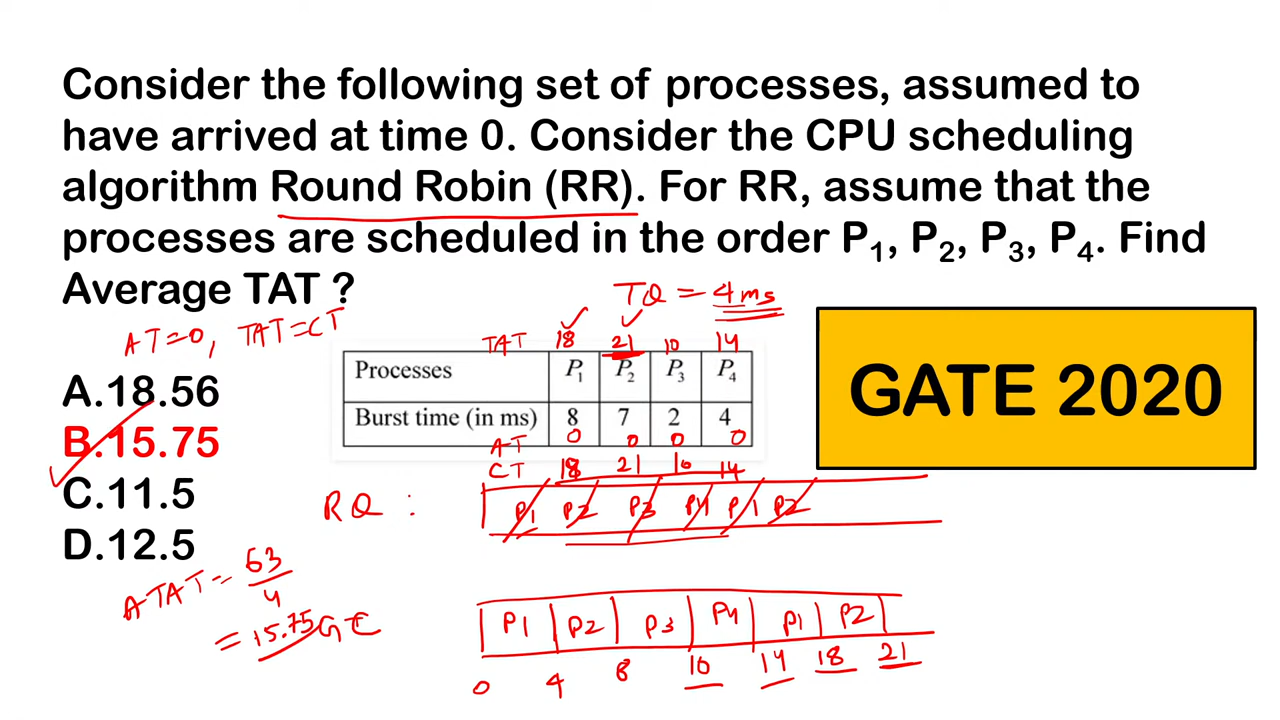 Consider the following set of processes, assumed to
have arrived at time 0. Consider the CPU scheduling
algorithm Round Robin (RR). For RR, assume that the
processes are scheduled in the order P1, P2, P3, P4. Find
Average TAT ?
TQ = 4ms
AT=0, TAT=CT
TAT 18 21 10 14
Processes P1 P2 P3 P4
Burst time (in ms) 8 7 2 4
AT 0 0 0 0
CT 18 21 10 14
GATE 2020
A.18.56
B.15.75
C.11.5
D.12.5
RQ : P1 P2 P3 P4 P1 P2
ATAT = 63/4
= 15.75
GC
P1 P2 P3 P4 P1 P2
0 4 8 10 14 18 21